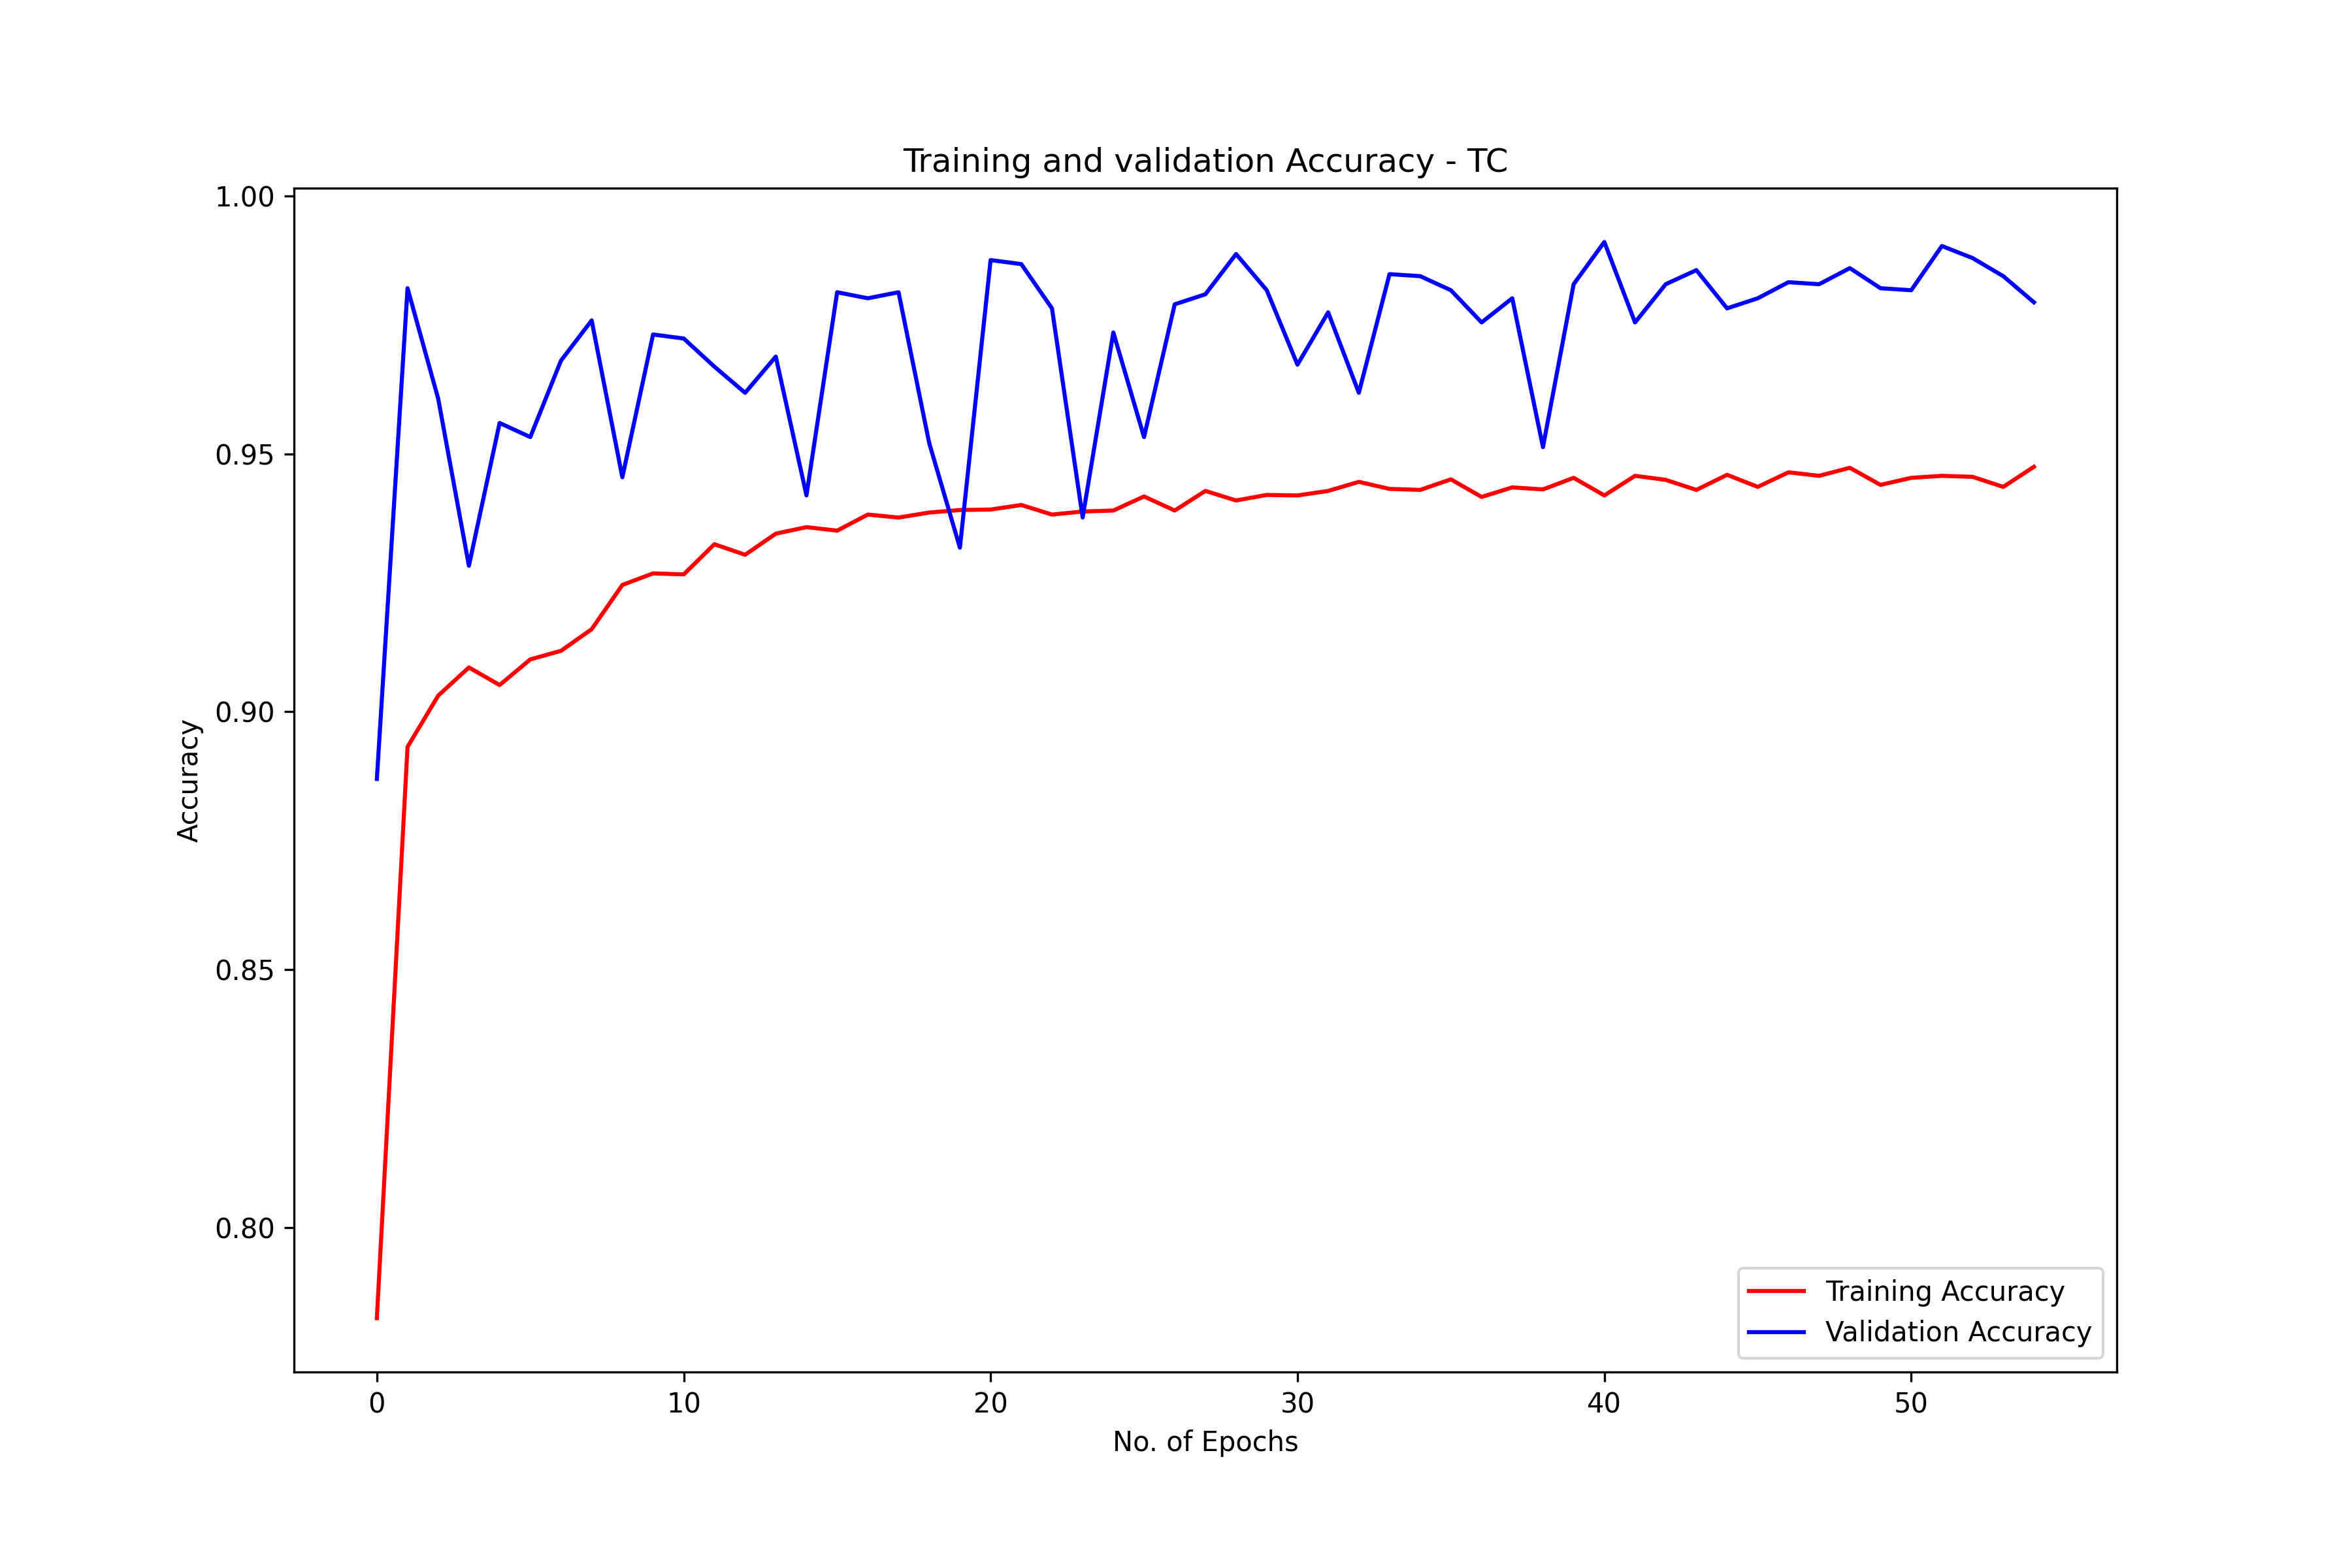 Training and validation Accuracy - TC
1.00
0.95
0.90
0.85
0.80
Accuracy
0
10
20
30
40
50
No. of Epochs
Training Accuracy
Validation Accuracy